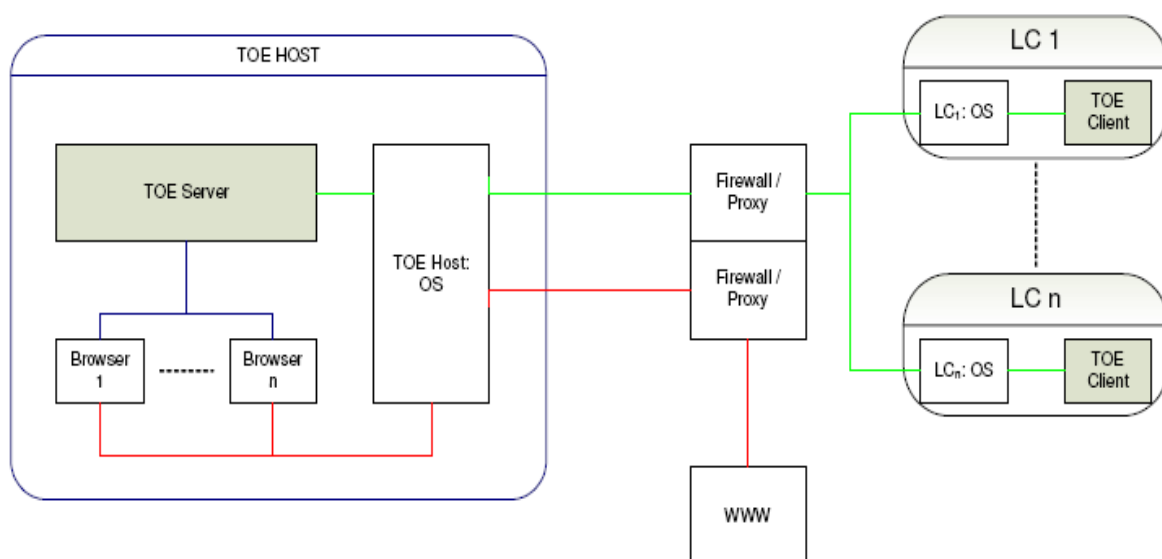 TOE HOST
TOE Server
TOE Host:
OS
Browser
1
Browser
n
Firewall /
Proxy
Firewall /
Proxy
WWW
LC 1
LC₁: OS
TOE
Client
LC n
LCₙ: OS
TOE
Client